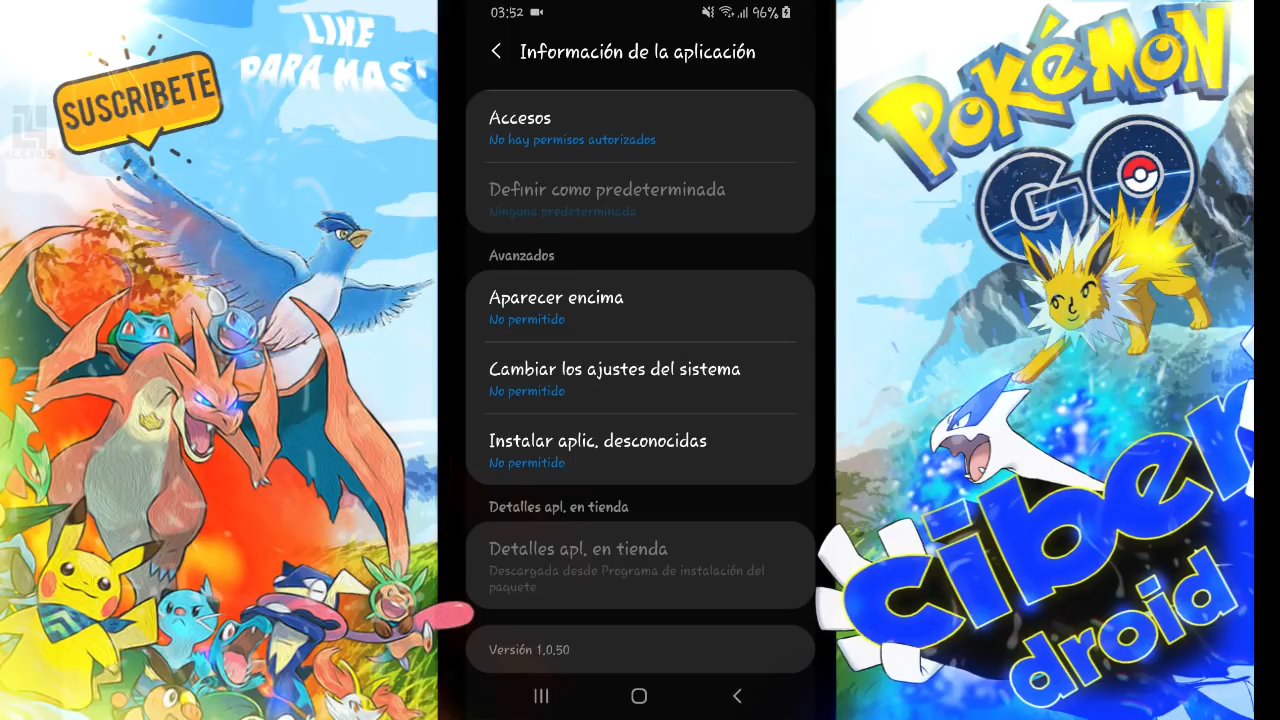 LIKE
PARA MAS
SUSCRIBETE
ALEXIUS
03:52
96%
Información de la aplicación
Accesos
No hay permisos autorizados
Definir como predeterminada
Ninguna predeterminada
Avanzados
Aparecer encima
No permitido
Cambiar los ajustes del sistema
No permitido
Instalar aplic. desconocidas
No permitido
Detalles apl. en tienda
Detalles apl. en tienda
Descargada desde Programa de instalación del
paquete
Versión 1.0.50
POKÉMON
GO
ciber
droid